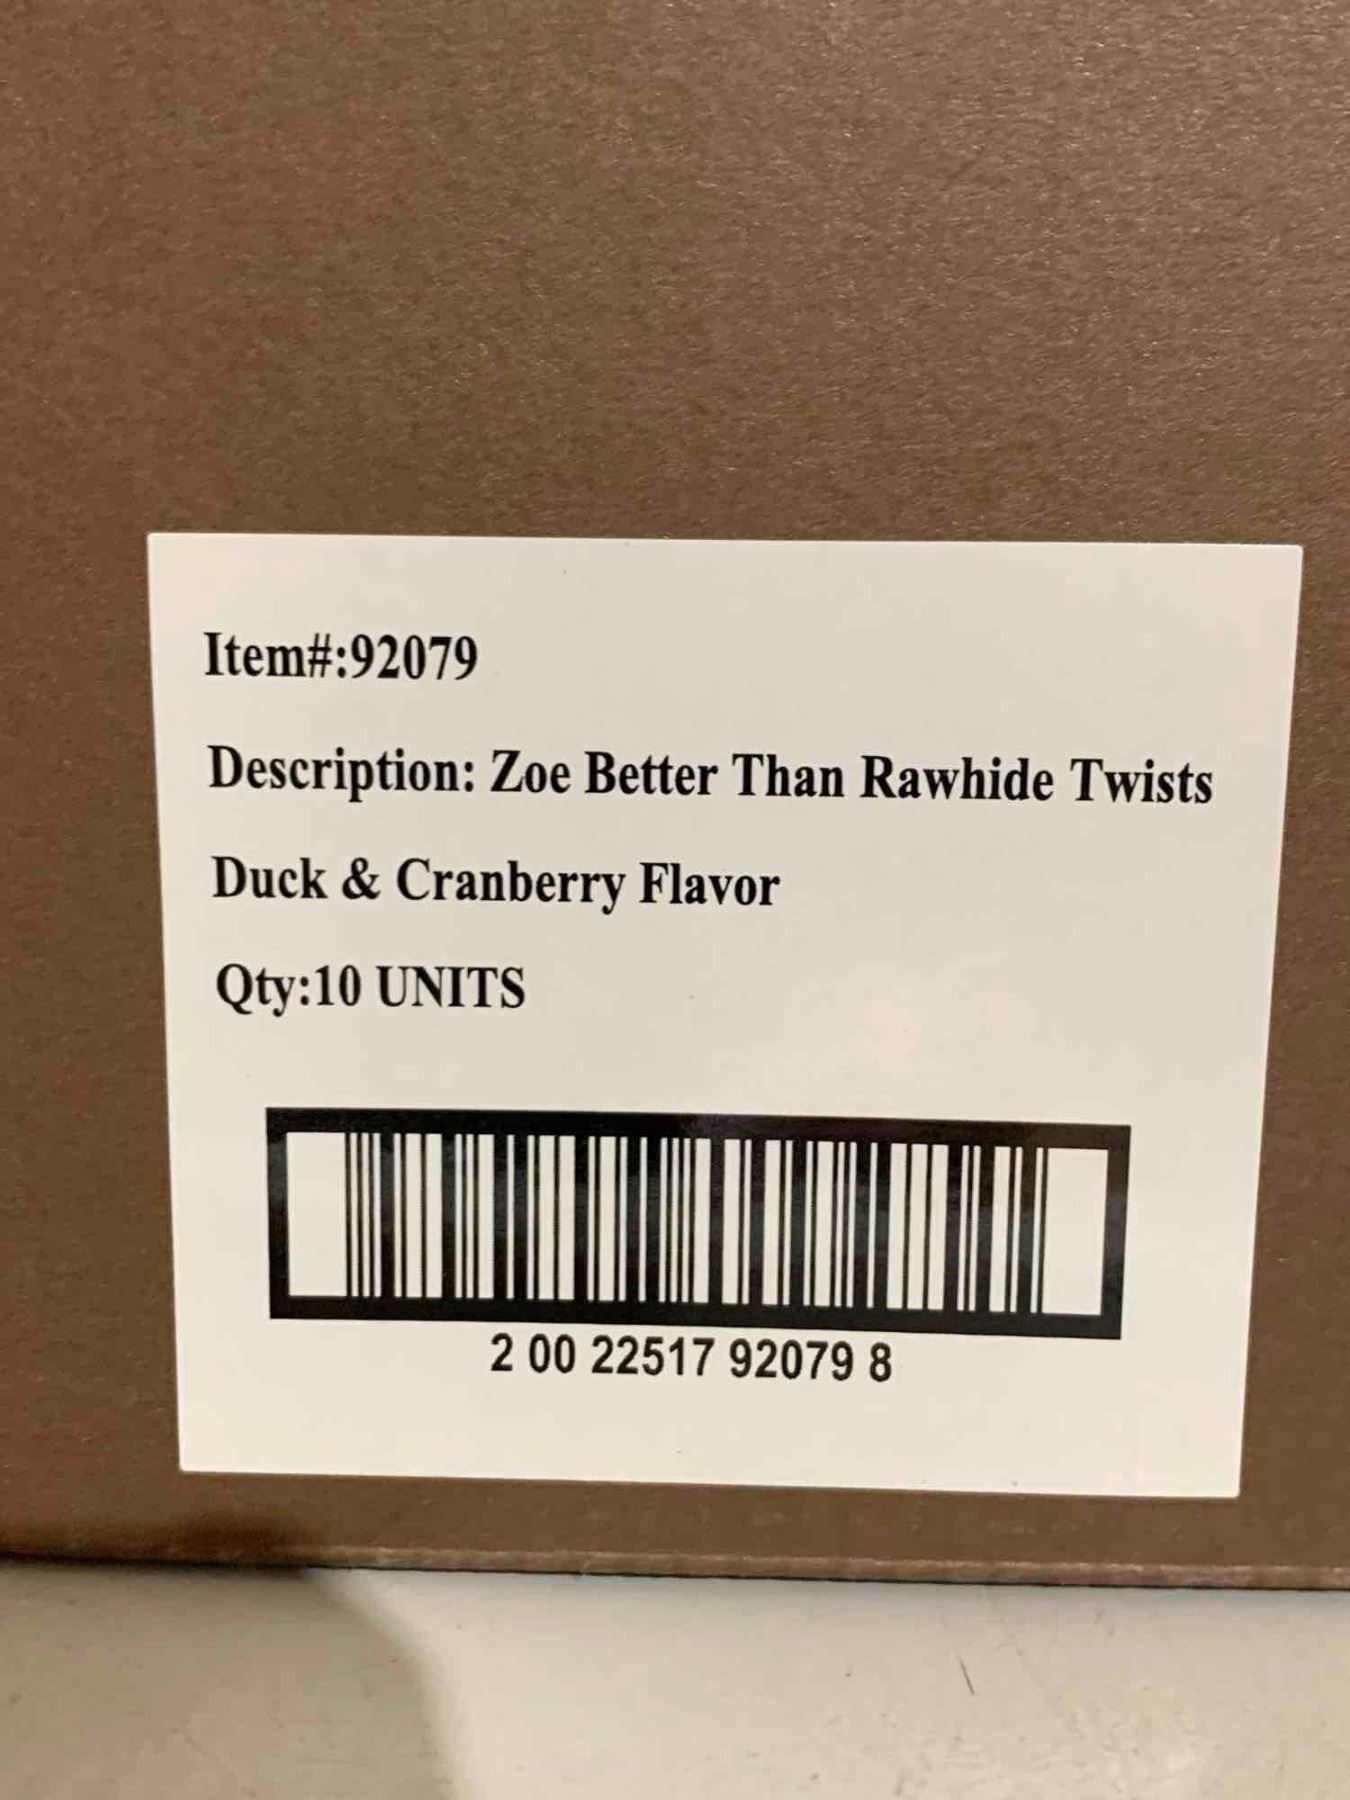 Item#:92079
Description: Zoe Better Than Rawhide Twists
Duck & Cranberry Flavor
Qty:10 UNITS
2 00 22517 92079 8